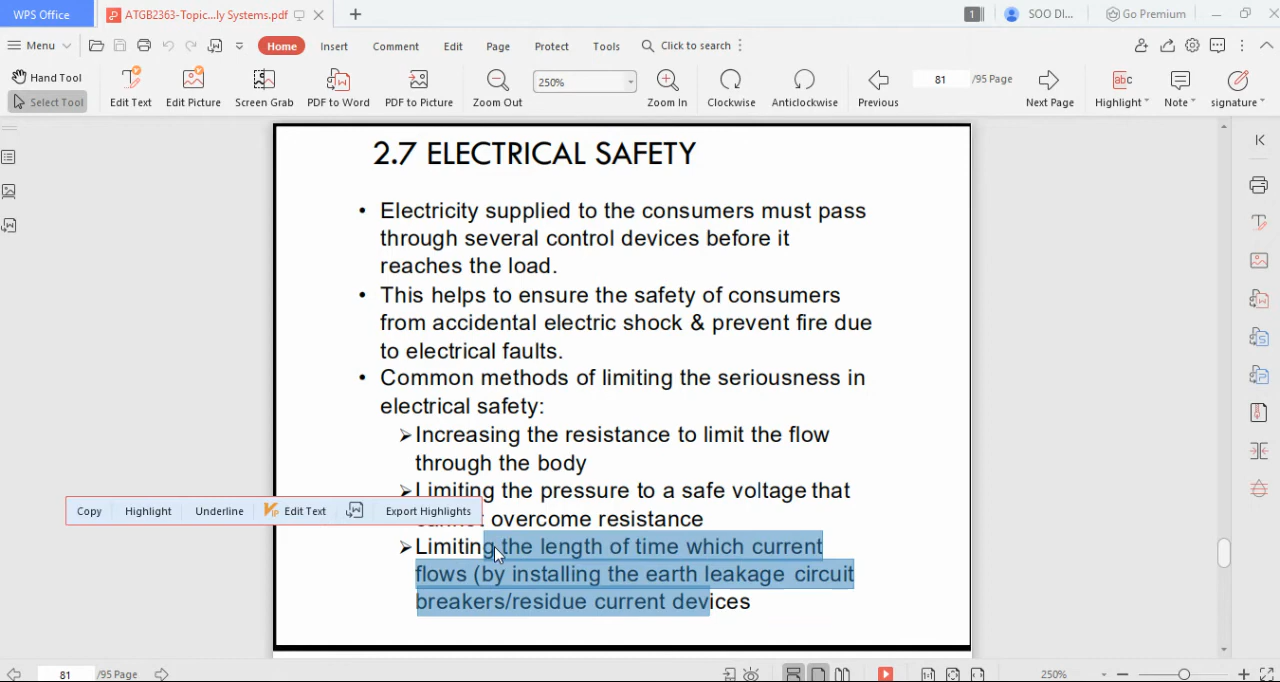 WPS Office
ATGB2363-Topic...ly Systems.pdf
1
SOO DI...
Go Premium
Menu
Home
Insert
Comment
Edit
Page
Protect
Tools
Click to search
Hand Tool
Select Tool
Edit Text
Edit Picture
Screen Grab
PDF to Word
PDF to Picture
Zoom Out
250%
Zoom In
Clockwise
Anticlockwise
Previous
81
/95 Page
Next Page
Highlight
Note
signature
2.7 ELECTRICAL SAFETY
• Electricity supplied to the consumers must pass
through several control devices before it
reaches the load.
• This helps to ensure the safety of consumers
from accidental electric shock & prevent fire due
to electrical faults.
• Common methods of limiting the seriousness in
electrical safety:
➢Increasing the resistance to limit the flow
through the body
➢Limiting the pressure to a safe voltage that
cannot overcome resistance
➢Limiting the length of time which current
flows (by installing the earth leakage circuit
breakers/residue current devices
Copy
Highlight
Underline
Edit Text
Export Highlights
81
/95 Page
250%